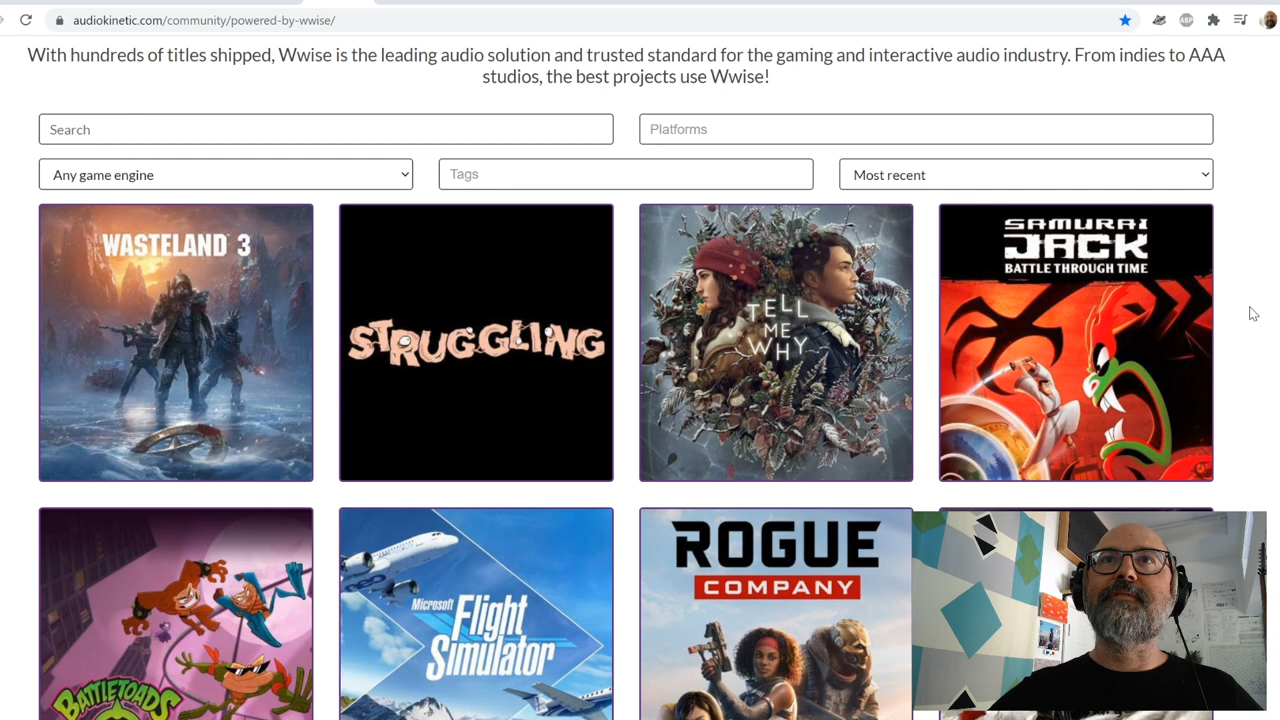 audiokinetic.com/community/powered-by-wwise/
ABP
With hundreds of titles shipped, Wwise is the leading audio solution and trusted standard for the gaming and interactive audio industry. From indies to AAA
studios, the best projects use Wwise!
Search
Platforms
Any game engine
Tags
Most recent
WASTELAND 3
STRUGGLING
TELL
ME
WHY
SAMURAI
JACK
BATTLE THROUGH TIME
BATTLETOADS
Microsoft
Flight
Simulator
ROGUE
COMPANY